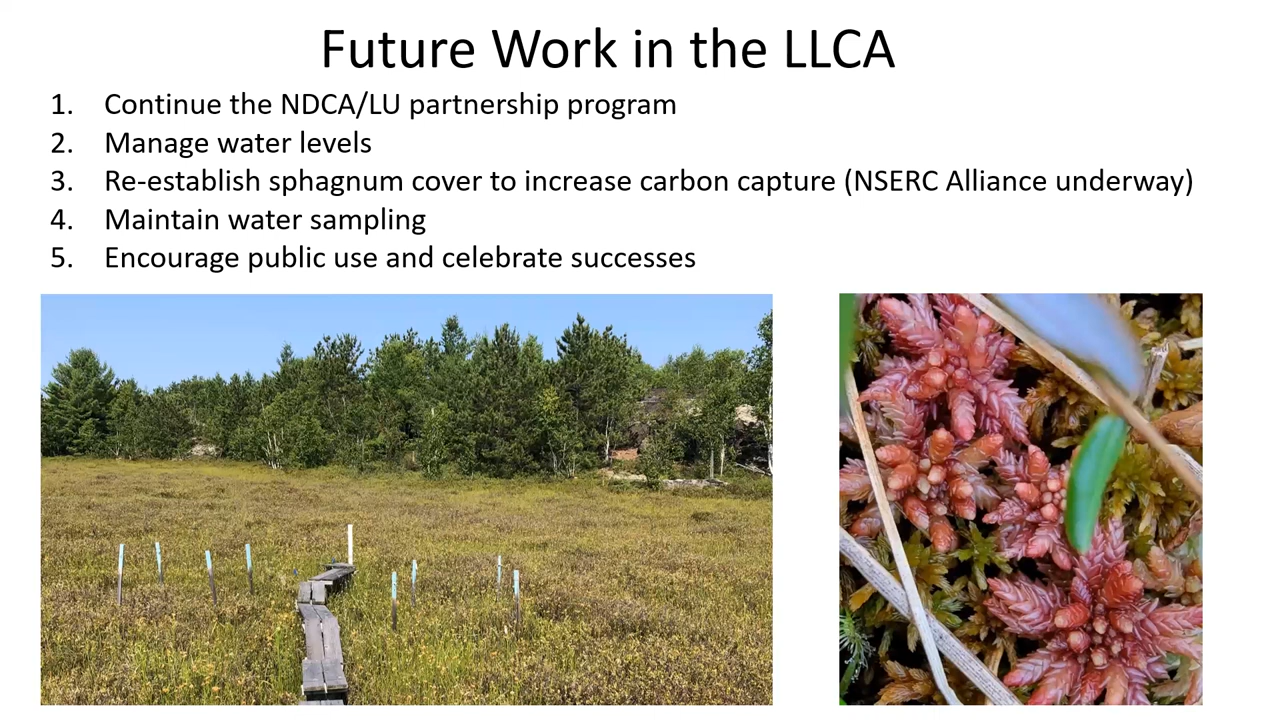 Future Work in the LLCA
1. Continue the NDCA/LU partnership program
2. Manage water levels
3. Re-establish sphagnum cover to increase carbon capture (NSERC Alliance underway)
4. Maintain water sampling
5. Encourage public use and celebrate successes